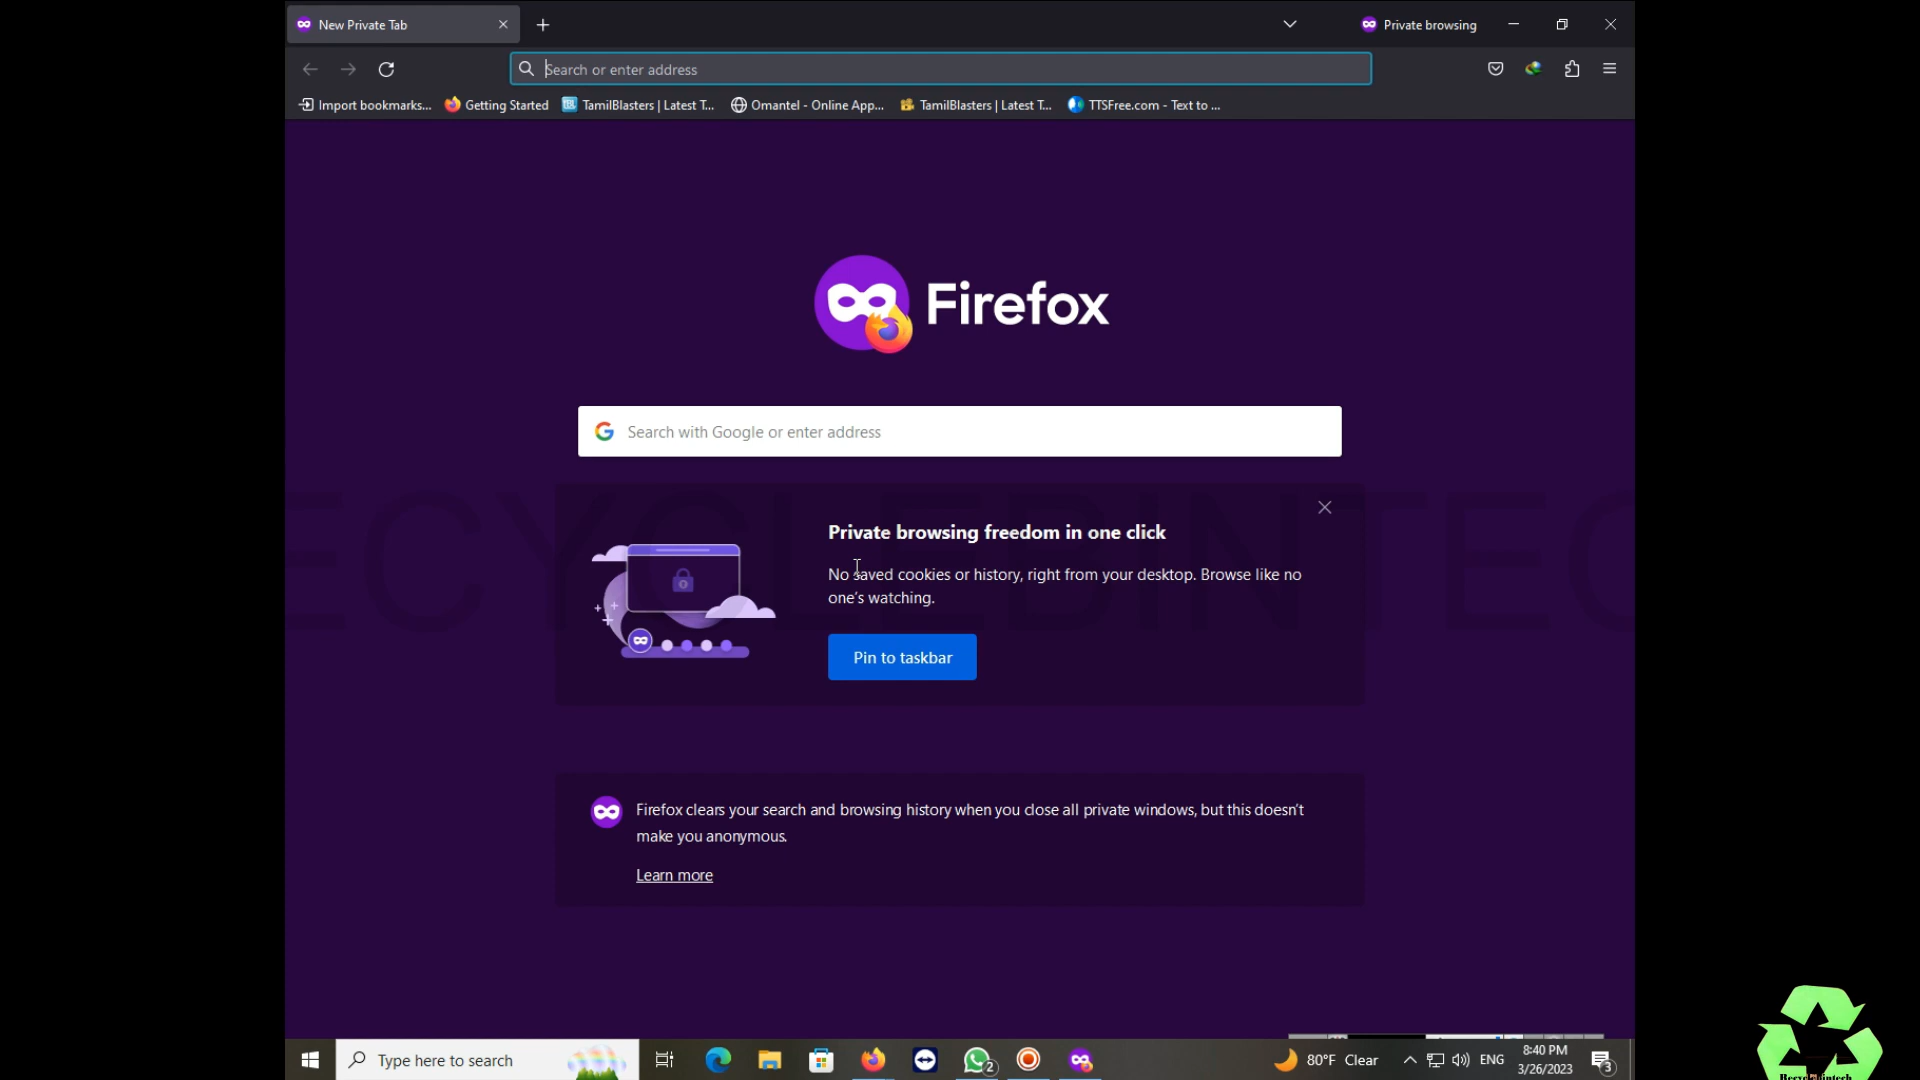 New Private Tab
Private browsing
Search or enter address
Import bookmarks...
Getting Started
TamilBlasters | Latest T...
Omantel - Online App...
TamilBlasters | Latest T...
TTSFree.com - Text to ...
Firefox
Search with Google or enter address
ECYCLEBINTEC
Private browsing freedom in one click
No saved cookies or history, right from your desktop. Browse like no
one's watching.
Pin to taskbar
Firefox clears your search and browsing history when you close all private windows, but this doesn't
make you anonymous.
Learn more
Type here to search
2
80°F Clear
ENG
8:40 PM
3/26/2023
3